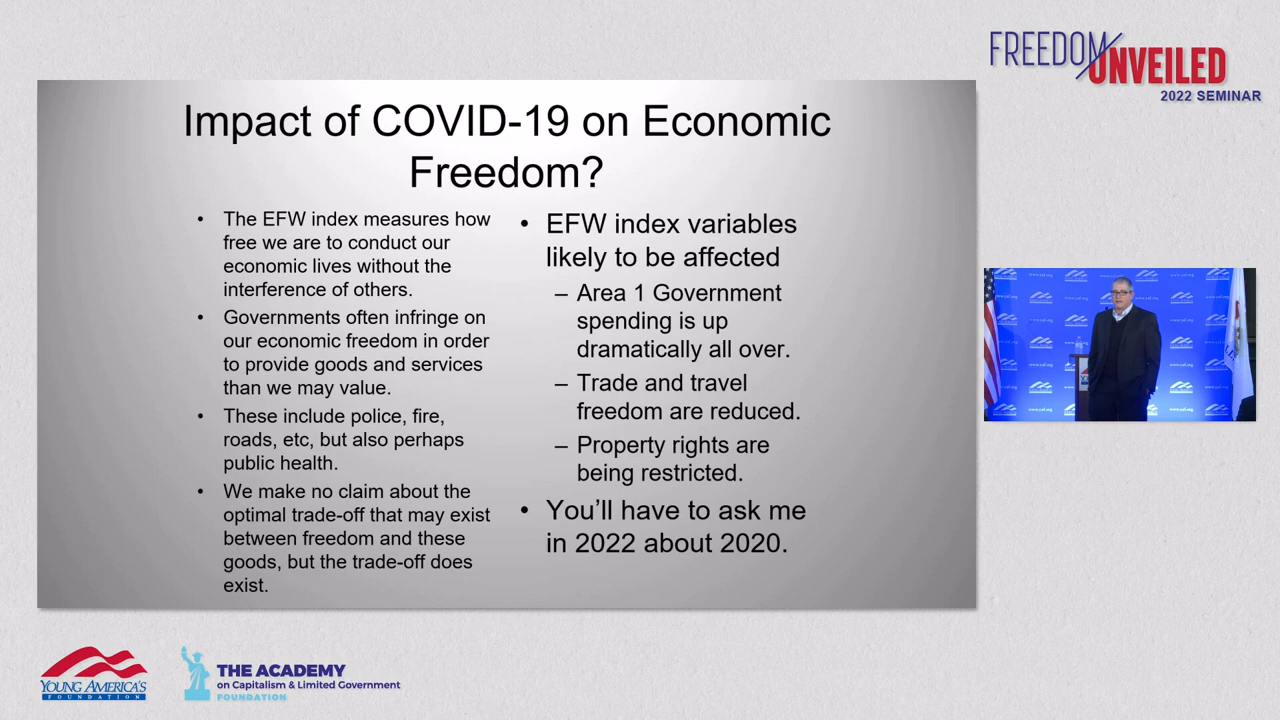 FREEDOM
UNVEILED
2022 SEMINAR
Impact of COVID-19 on Economic
Freedom?
• The EFW index measures how
free we are to conduct our
economic lives without the
interference of others.
• Governments often infringe on
our economic freedom in order
to provide goods and services
than we may value.
• These include police, fire,
roads, etc, but also perhaps
public health.
• We make no claim about the
optimal trade-off that may exist
between freedom and these
goods, but the trade-off does
exist.
• EFW index variables
likely to be affected
– Area 1 Government
spending is up
dramatically all over.
– Trade and travel
freedom are reduced.
– Property rights are
being restricted.
• You’ll have to ask me
in 2022 about 2020.
YOUNG AMERICA'S
FOUNDATION
THE ACADEMY
on Capitalism & Limited Government
FOUNDATION